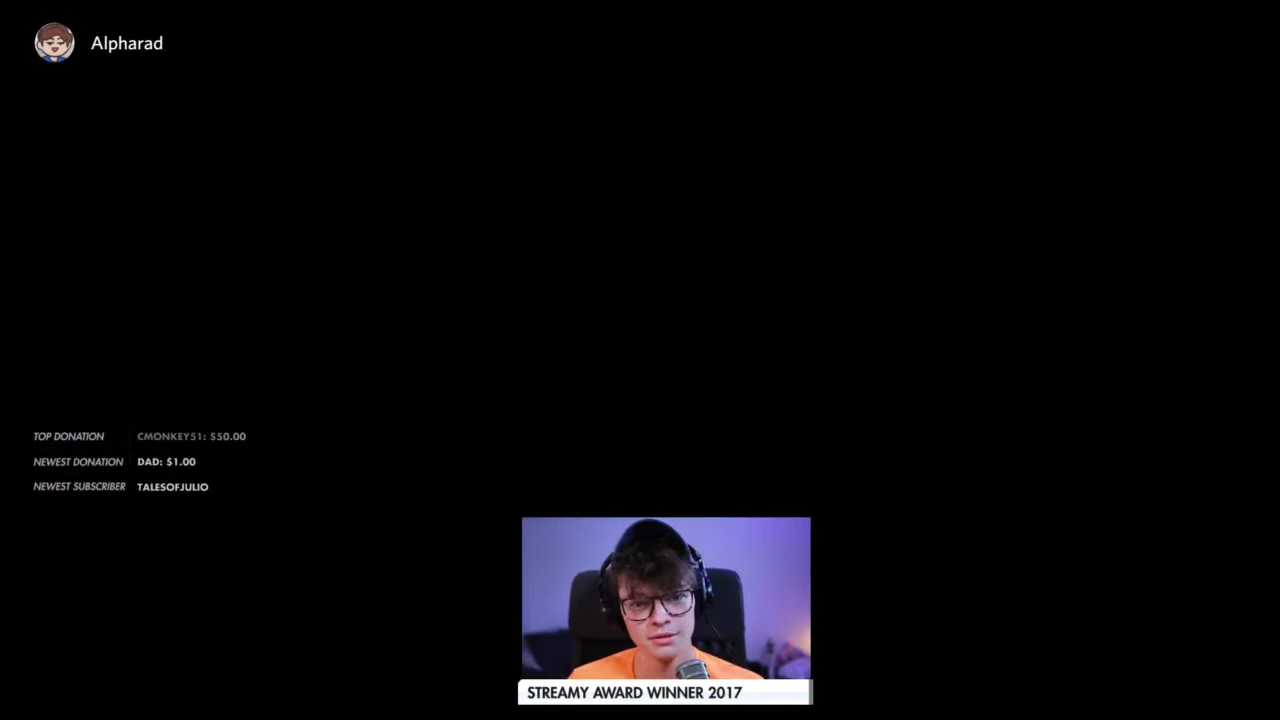 Alpharad
TOP DONATION CMONKEY51: $50.00
NEWEST DONATION DAD: $1.00
NEWEST SUBSCRIBER TALESOFJULIO
STREAMY AWARD WINNER 2017